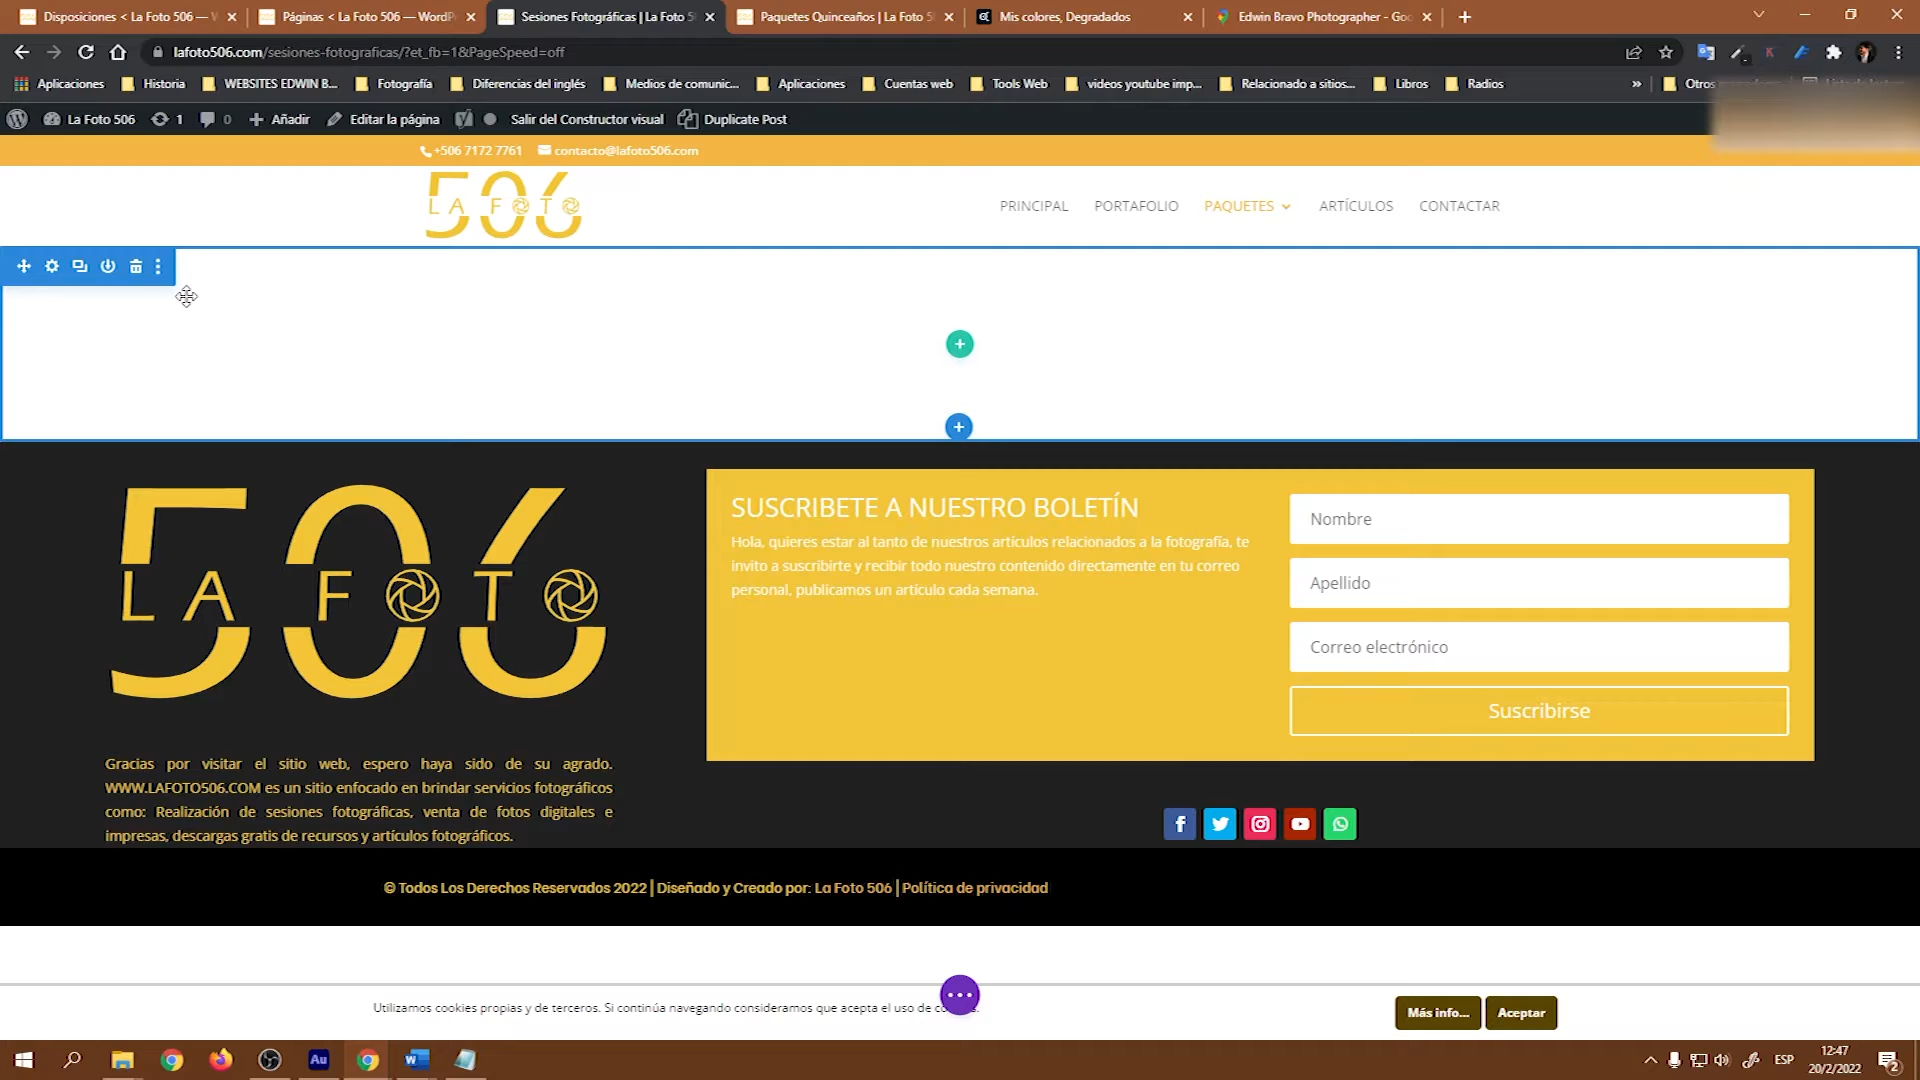 Disposiciones < La Foto 506 —
Páginas < La Foto 506 — WordP
Sesiones Fotográficas | La Foto 5
Paquetes Quinceaños | La Foto 5
Mis colores, Degradados
Edwin Bravo Photographer - Goo
lafoto506.com/sesiones-fotograficas/?et_fb=1&PageSpeed=off
Aplicaciones
Historia
WEBSITES EDWIN B...
Fotografía
Diferencias del inglés
Medios de comunic...
Aplicaciones
Cuentas web
Tools Web
videos youtube imp...
Relacionado a sitios...
Libros
Radios
»
Otros
La Foto 506
1
0
Añadir
Editar la página
Salir del Constructor visual
Duplicate Post
+506 7172 7761
contacto@lafoto506.com
506
LA FOTO
PRINCIPAL
PORTAFOLIO
PAQUETES
ARTÍCULOS
CONTACTAR
506
LA FOTO
Gracias por visitar el sitio web, espero haya sido de su agrado.
WWW.LAFOTO506.COM es un sitio enfocado en brindar servicios fotográficos
como: Realización de sesiones fotográficas, venta de fotos digitales e
impresas, descargas gratis de recursos y artículos fotográficos.
SUSCRIBETE A NUESTRO BOLETÍN
Hola, quieres estar al tanto de nuestros artículos relacionados a la fotografía, te
invito a suscribirte y recibir todo nuestro contenido directamente en tu correo
personal, publicamos un artículo cada semana.
Nombre
Apellido
Correo electrónico
Suscribirse
© Todos Los Derechos Reservados 2022 | Diseñado y Creado por: La Foto 506 | Política de privacidad
Utilizamos cookies propias y de terceros. Si continúa navegando consideramos que acepta el uso de
Más info...
Aceptar
Au
ESP
12:47
20/2/2022
2